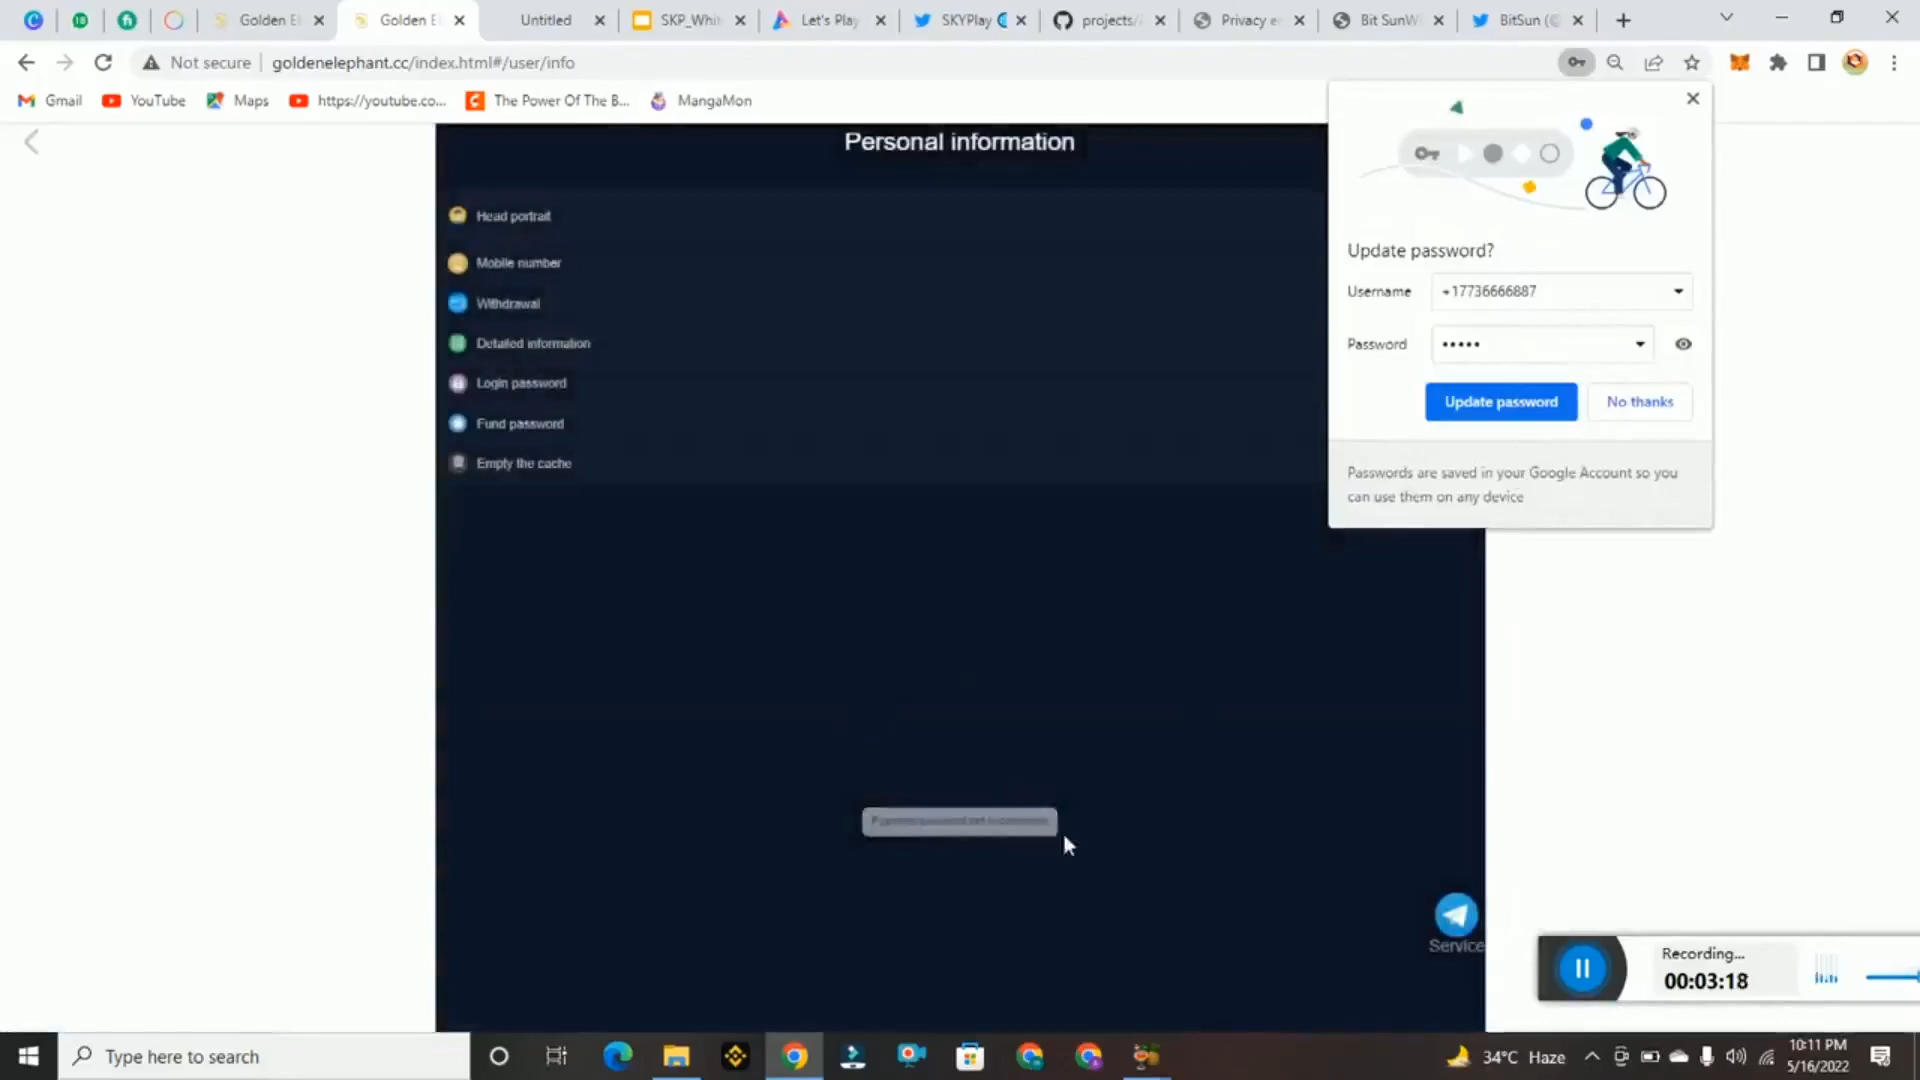 Golden El
Golden El
Untitled
SKP_Whit
Let's Play
SKYPlay
projects/
Privacy e
Bit SunW
BitSun (@
Not secure
goldenelephant.cc/index.html#/user/info
Gmail
YouTube
Maps
https://youtube.co...
The Power Of The B...
MangaMon
Personal information
Head portrait
Mobile number
Withdrawal
Detailed information
Login password
Fund password
Empty the cache
Update password?
Username
+17736666887
Password
•••••
Update password
No thanks
Passwords are saved in your Google Account so you
can use them on any device
Service
Recording...
00:03:18
Type here to search
34°C Haze
10:11 PM
5/16/2022